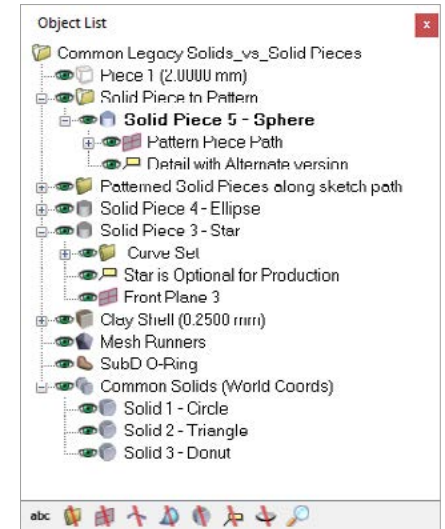 Object List
x
Common Legacy Solids_vs_Solid Pieces
Piece 1 (2.0000 mm)
Solid Piece to Pattern
Solid Piece 5 - Sphere
Pattern Piece Path
Detail with Alternate version
Patterned Solid Pieces along sketch path
Solid Piece 4 - Ellipse
Solid Piece 3 - Star
Curve Set
Star is Optional for Production
Front Plane 3
Clay Shell (0.2500 mm)
Mesh Runners
SubD O-Ring
Common Solids (World Coords)
Solid 1 - Circle
Solid 2 - Triangle
Solid 3 - Donut
abc